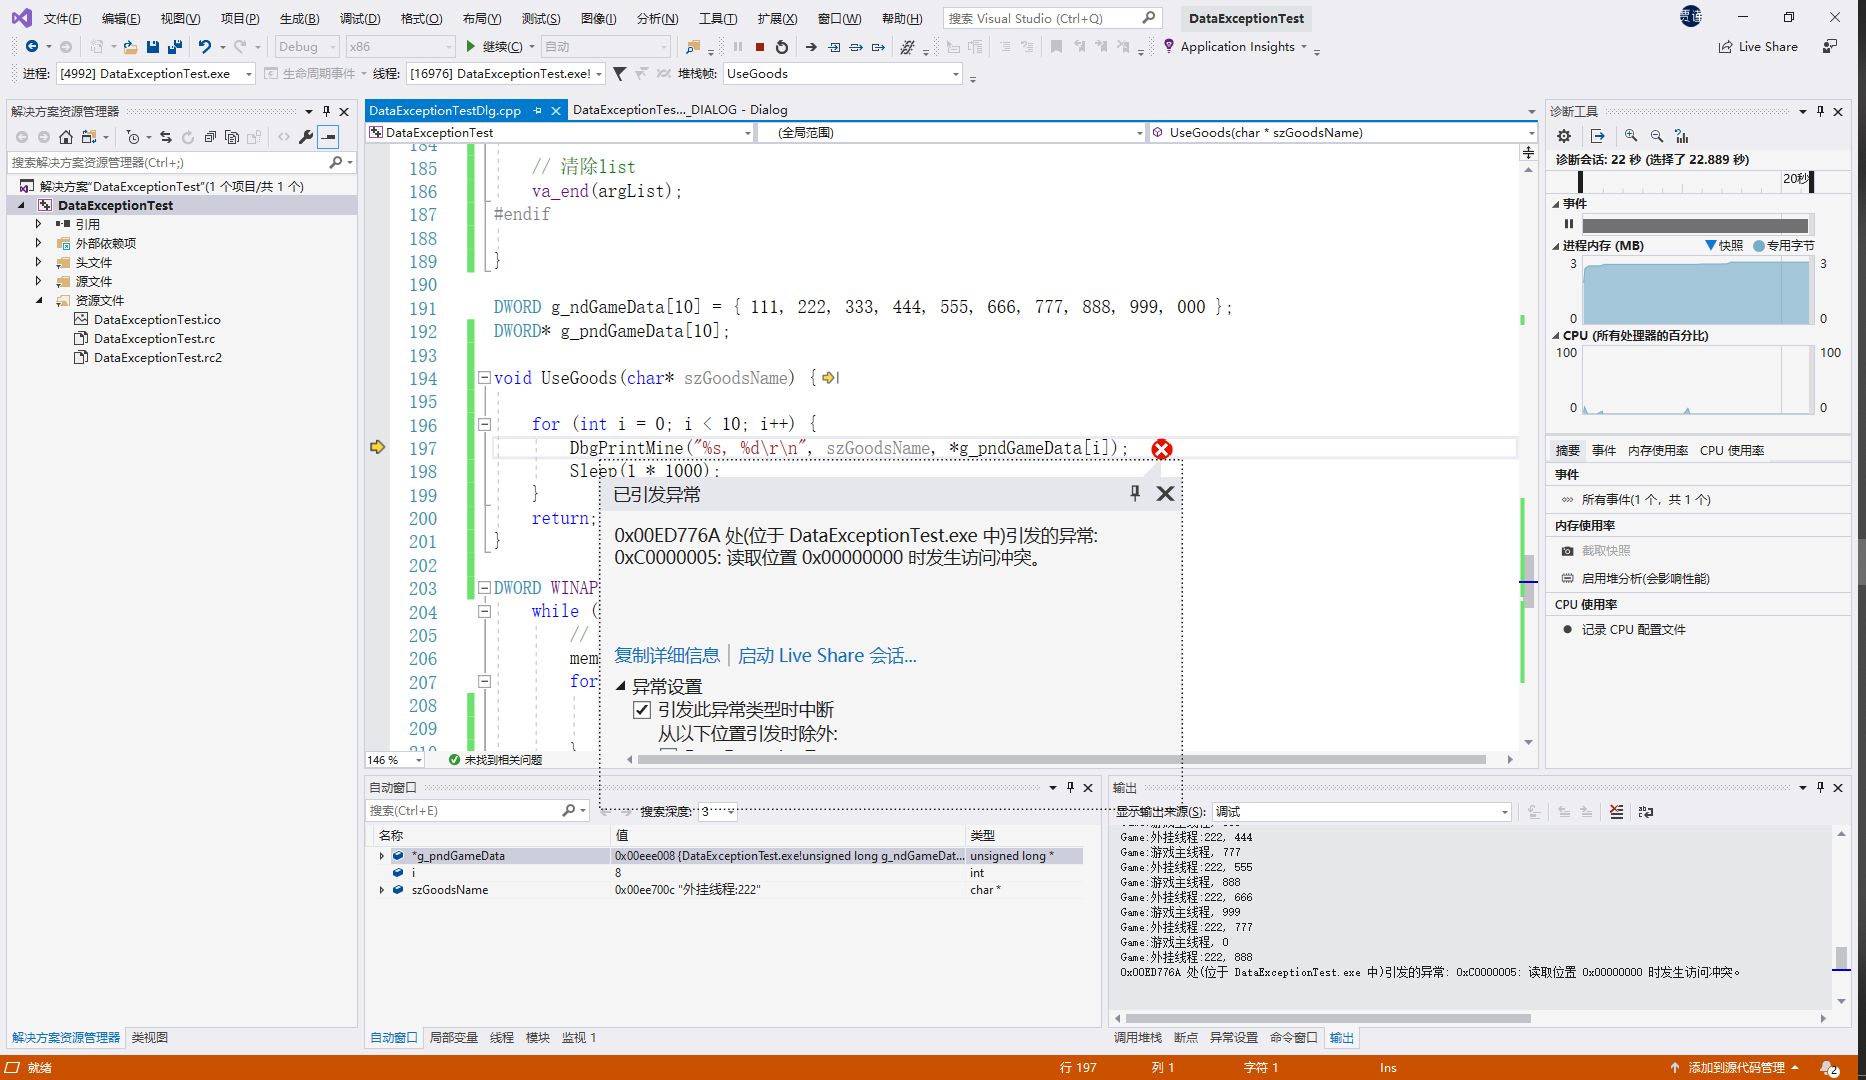 文件(F) 编辑(E) 视图(V) 项目(P) 生成(B) 调试(D) 格式(O) 布局(Y) 测试(S) 图像(I) 分析(N) 工具(T) 扩展(X) 窗口(W) 帮助(H) 搜索 Visual Studio (Ctrl+Q) DataExceptionTest
Debug x86 继续(C) 自动 Application Insights Live Share
进程: [4992] DataExceptionTest.exe 生命周期事件 线程: [16976] DataExceptionTest.exe! 堆栈帧: UseGoods
解决方案资源管理器
搜索解决方案资源管理器(Ctrl+;)
解决方案"DataExceptionTest"(1 个项目/共 1 个)
DataExceptionTest
引用
外部依赖项
头文件
源文件
资源文件
DataExceptionTest.ico
DataExceptionTest.rc
DataExceptionTest.rc2
解决方案资源管理器 类视图
DataExceptionTestDlg.cpp DataExceptionTes..._DIALOG - Dialog
DataExceptionTest (全局范围) UseGoods(char * szGoodsName)
184
185 // 清除list
186 va_end(argList);
187 #endif
188
189 }
190
191 DWORD g_ndGameData[10] = { 111, 222, 333, 444, 555, 666, 777, 888, 999, 000 };
192 DWORD* g_pndGameData[10];
193
194 void UseGoods(char* szGoodsName) {
195
196 for (int i = 0; i < 10; i++) {
197 DbgPrintMine("%s, %d\r\n", szGoodsName, *g_pndGameData[i]);
198 Sleep(1 * 1000);
199 }
200 return;
201 }
202
203 DWORD WINAP
204 while (
205 //
206 mem
207 for
208
209
210 }
已引发异常
0x00ED776A 处(位于 DataExceptionTest.exe 中)引发的异常:
0xC0000005: 读取位置 0x00000000 时发生访问冲突。
复制详细信息 | 启动 Live Share 会话...
异常设置
引发此异常类型时中断
从以下位置引发时除外:
146 % 未找到相关问题
自动窗口
搜索(Ctrl+E) 搜索深度: 3
名称 值 类型
*g_pndGameData 0x00eee008 {DataExceptionTest.exe!unsigned long g_ndGameDat... unsigned long *
i 8 int
szGoodsName 0x00ee700c "外挂线程:222" char *
自动窗口 局部变量 线程 模块 监视 1
输出
显示输出来源(S): 调试
Game:外挂线程:222, 444
Game:游戏主线程, 777
Game:外挂线程:222, 555
Game:游戏主线程, 888
Game:外挂线程:222, 666
Game:游戏主线程, 999
Game:外挂线程:222, 777
Game:游戏主线程, 0
Game:外挂线程:222, 888
0x00ED776A 处(位于 DataExceptionTest.exe 中)引发的异常: 0xC0000005: 读取位置 0x00000000 时发生访问冲突。
调用堆栈 断点 异常设置 命令窗口 输出
诊断工具
诊断会话: 22 秒 (选择了 22.889 秒)
20秒
事件
进程内存 (MB) 快照 专用字节
3 3
0 0
CPU (所有处理器的百分比)
100 100
0 0
摘要 事件 内存使用率 CPU 使用率
事件
所有事件(1 个，共 1 个)
内存使用率
截取快照
启用堆分析(会影响性能)
CPU 使用率
记录 CPU 配置文件
就绪 行 197 列 1 字符 1 Ins 添加到源代码管理 2